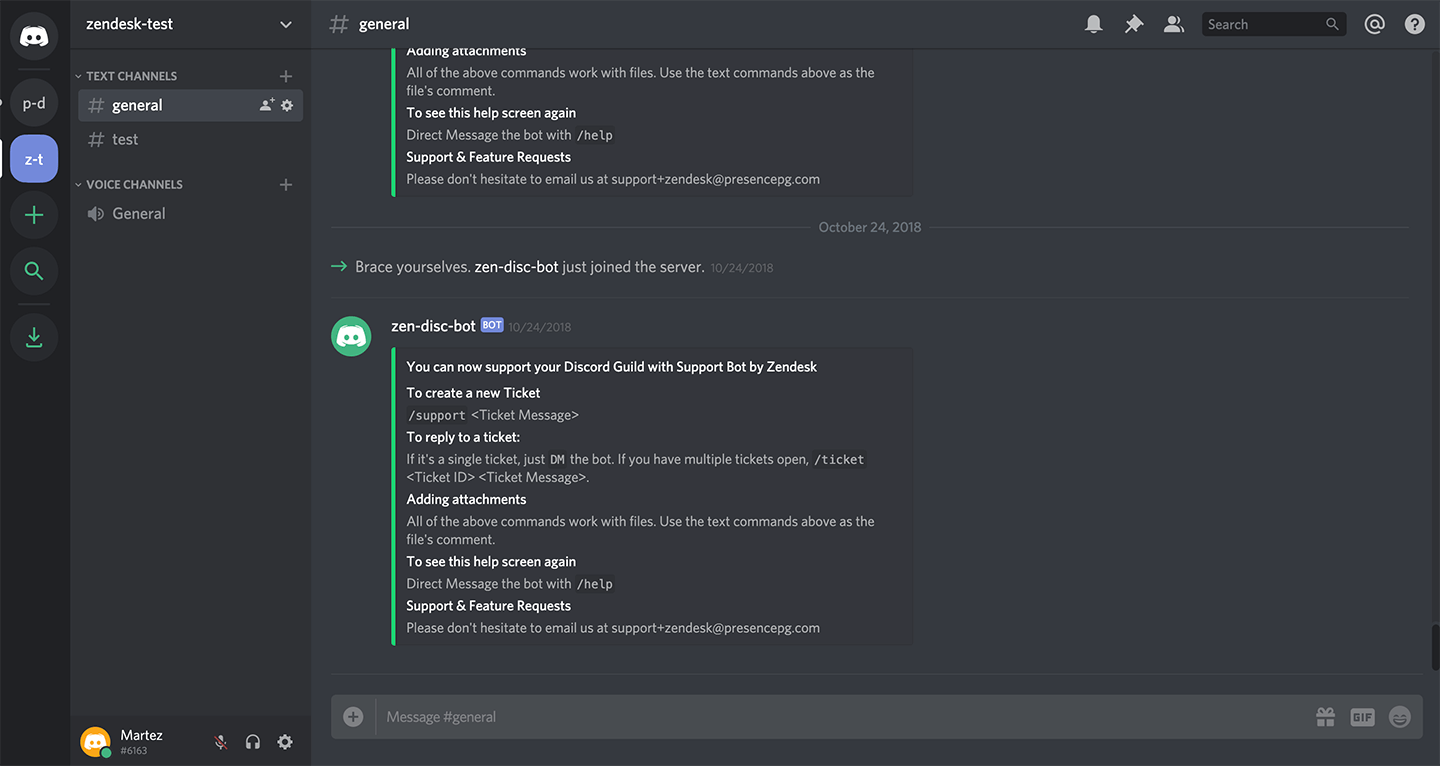 zendesk-test
# general
Search
p-d
z-t
TEXT CHANNELS
# general
# test
VOICE CHANNELS
General
Adding attachments
All of the above commands work with files. Use the text commands above as the
file's comment.
To see this help screen again
Direct Message the bot with /help
Support & Feature Requests
Please don't hesitate to email us at support+zendesk@presencepg.com
October 24, 2018
Brace yourselves. zen-disc-bot just joined the server. 10/24/2018
zen-disc-bot BOT 10/24/2018
You can now support your Discord Guild with Support Bot by Zendesk
To create a new Ticket
/support <Ticket Message>
To reply to a ticket:
If it's a single ticket, just DM the bot. If you have multiple tickets open, /ticket
<Ticket ID> <Ticket Message>.
Adding attachments
All of the above commands work with files. Use the text commands above as the
file's comment.
To see this help screen again
Direct Message the bot with /help
Support & Feature Requests
Please don't hesitate to email us at support+zendesk@presencepg.com
Message #general
GIF
Martez
#6163